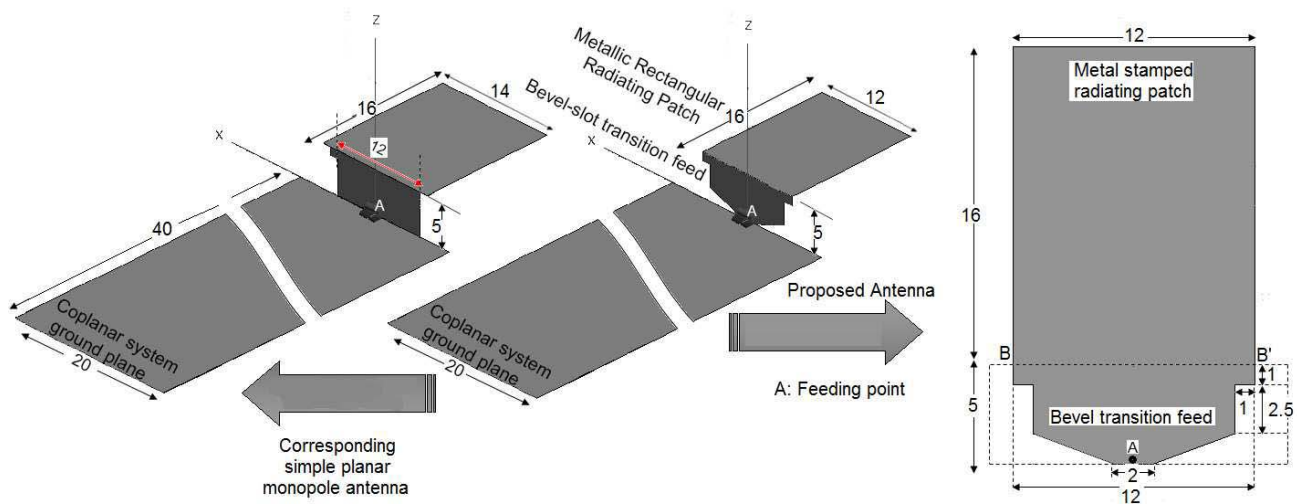 z
x
16
14
12
A
5
40
20
Coplanar system
ground plane
Corresponding
simple planar
monopole antenna
z
x
Metallic Rectangular
Radiating Patch
Bevel-slot transition feed
16
12
A
5
20
Coplanar system
ground plane
Proposed Antenna
A: Feeding point
12
Metal stamped
radiating patch
16
B
B'
1
5
1
2.5
Bevel transition feed
A
2
12